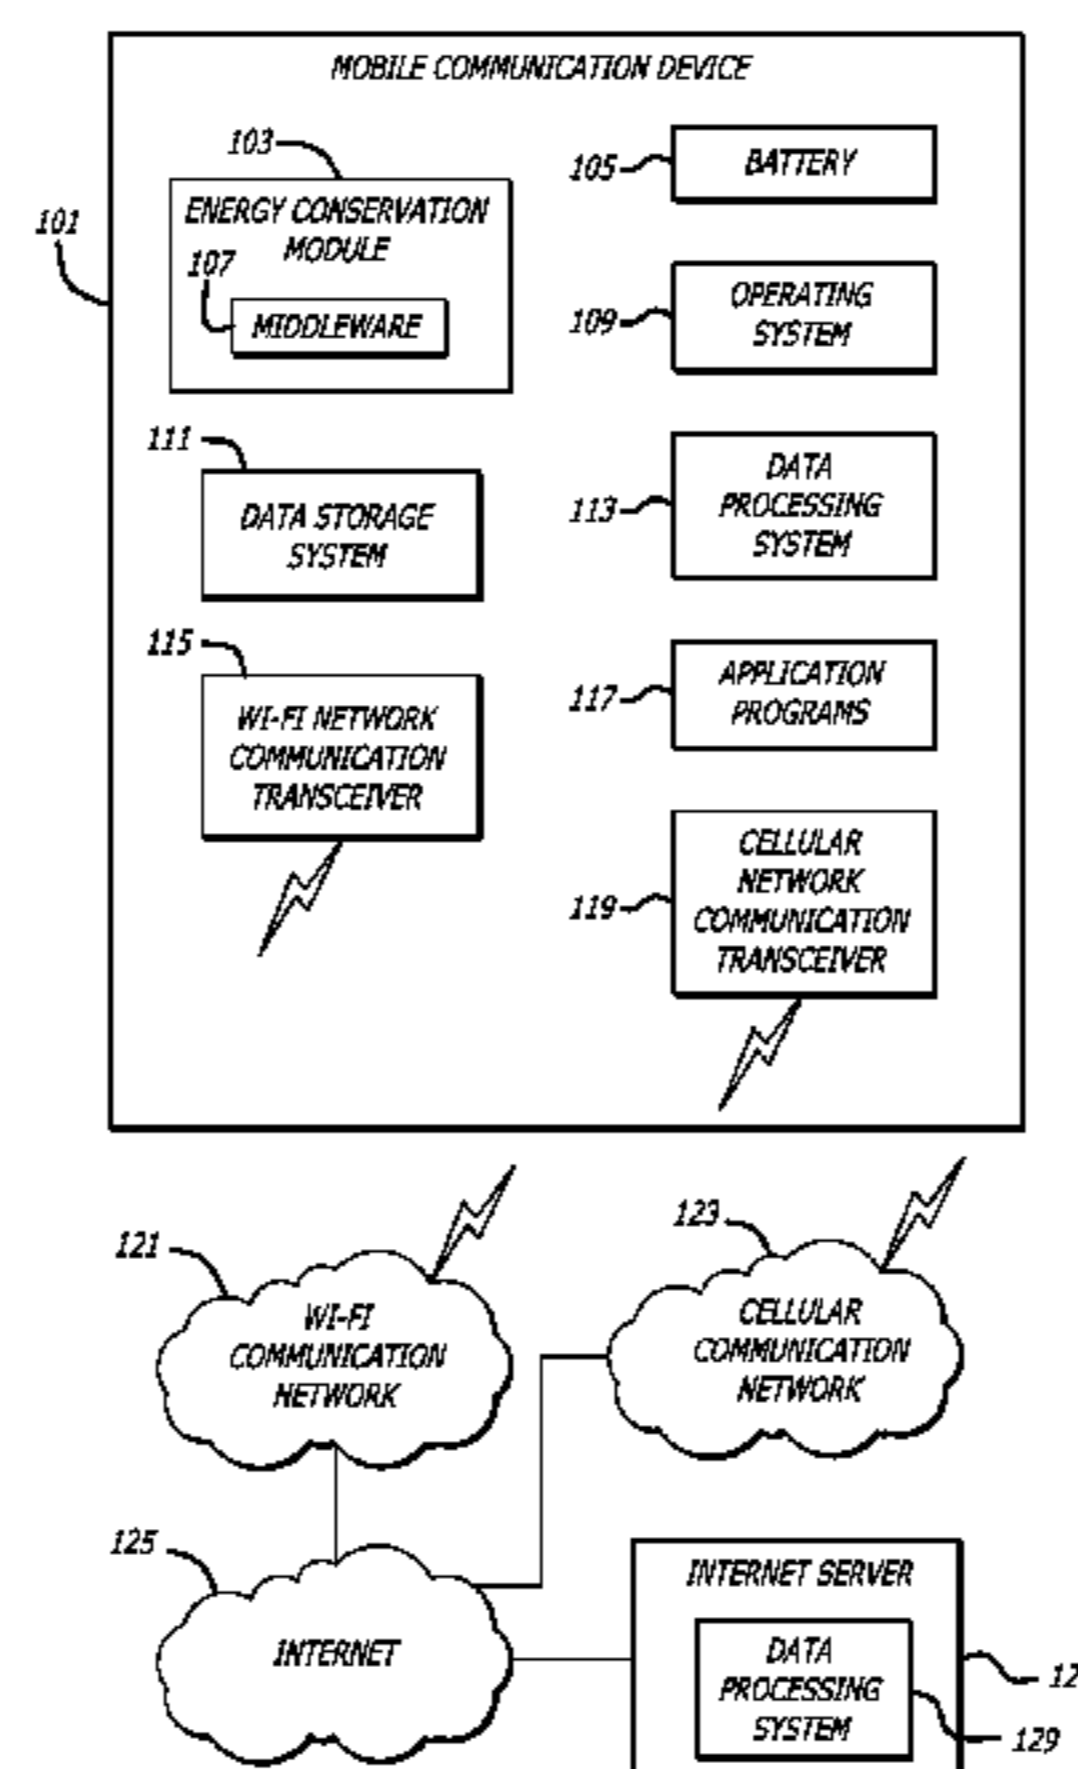 MOBILE COMMUNICATION DEVICE
103
105
BATTERY
101
ENERGY CONSERVATION
MODULE
107
MIDDLEWARE
109
OPERATING
SYSTEM
111
DATA STORAGE
SYSTEM
113
DATA
PROCESSING
SYSTEM
115
WI-FI NETWORK
COMMUNICATION
TRANSCEIVER
117
APPLICATION
PROGRAMS
119
CELLULAR
NETWORK
COMMUNICATION
TRANSCEIVER
121
WI-FI
COMMUNICATION
NETWORK
123
CELLULAR
COMMUNICATION
NETWORK
125
INTERNET
INTERNET SERVER
DATA
PROCESSING
SYSTEM
129